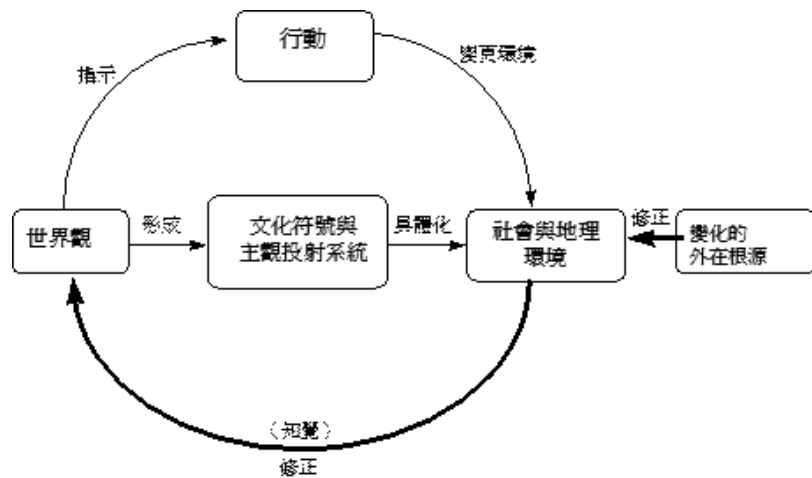 行動
指示
變更環境
世界觀
形成
文化符號與
主觀投射系統
具體化
社會與地理
環境
修正
變化的
外在根源
（知覺）
修正